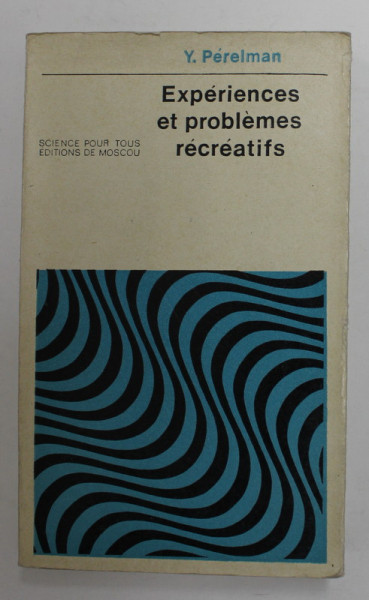 Y. Pérelman
Expériences
et problèmes
récréatifs
SCIENCE POUR TOUS
EDITIONS DE MOSCOU